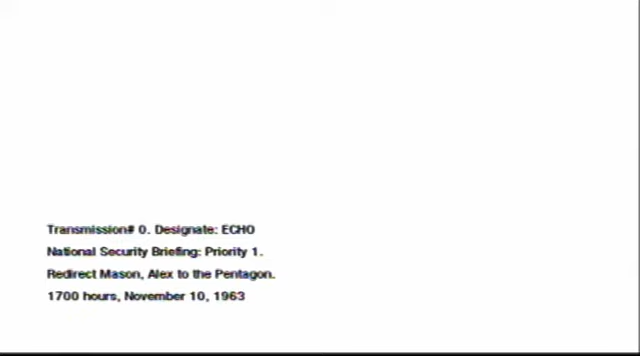 Transmission# 0. Designate: ECHO
National Security Briefing: Priority 1.
Redirect Mason, Alex to the Pentagon.
1700 hours, November 10, 1963